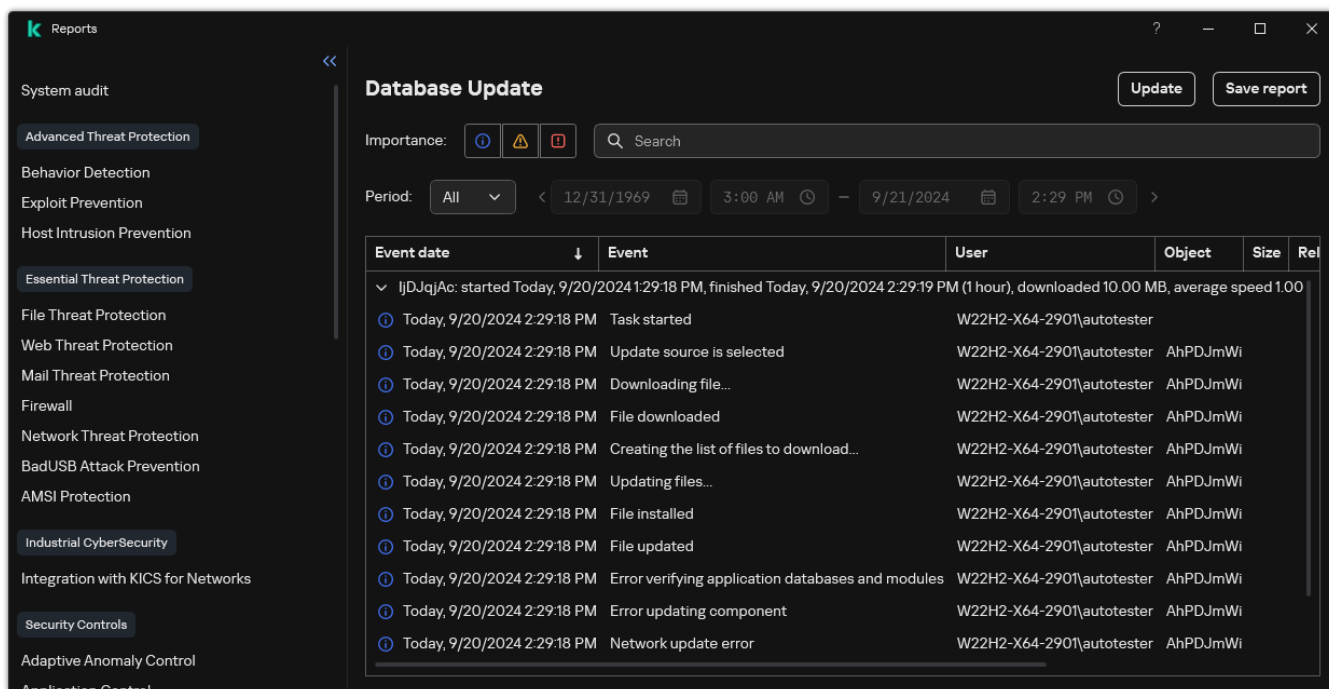 Reports
System audit
Advanced Threat Protection
Behavior Detection
Exploit Prevention
Host Intrusion Prevention
Essential Threat Protection
File Threat Protection
Web Threat Protection
Mail Threat Protection
Firewall
Network Threat Protection
BadUSB Attack Prevention
AMSI Protection
Industrial CyberSecurity
Integration with KICS for Networks
Security Controls
Adaptive Anomaly Control
Application Control
Database Update
Update Save report
Importance: Search
Period: All 12/31/1969 3:00 AM – 9/21/2024 2:29 PM
Event date Event User Object Size Rel
IjDJqjAc: started Today, 9/20/2024 1:29:18 PM, finished Today, 9/20/2024 2:29:19 PM (1 hour), downloaded 10.00 MB, average speed 1.00
Today, 9/20/2024 2:29:18 PM Task started W22H2-X64-2901\autotester
Today, 9/20/2024 2:29:18 PM Update source is selected W22H2-X64-2901\autotester AhPDJmWi
Today, 9/20/2024 2:29:18 PM Downloading file... W22H2-X64-2901\autotester AhPDJmWi
Today, 9/20/2024 2:29:18 PM File downloaded W22H2-X64-2901\autotester AhPDJmWi
Today, 9/20/2024 2:29:18 PM Creating the list of files to download... W22H2-X64-2901\autotester AhPDJmWi
Today, 9/20/2024 2:29:18 PM Updating files... W22H2-X64-2901\autotester AhPDJmWi
Today, 9/20/2024 2:29:18 PM File installed W22H2-X64-2901\autotester AhPDJmWi
Today, 9/20/2024 2:29:18 PM File updated W22H2-X64-2901\autotester AhPDJmWi
Today, 9/20/2024 2:29:18 PM Error verifying application databases and modules W22H2-X64-2901\autotester AhPDJmWi
Today, 9/20/2024 2:29:18 PM Error updating component W22H2-X64-2901\autotester AhPDJmWi
Today, 9/20/2024 2:29:18 PM Network update error W22H2-X64-2901\autotester AhPDJmWi